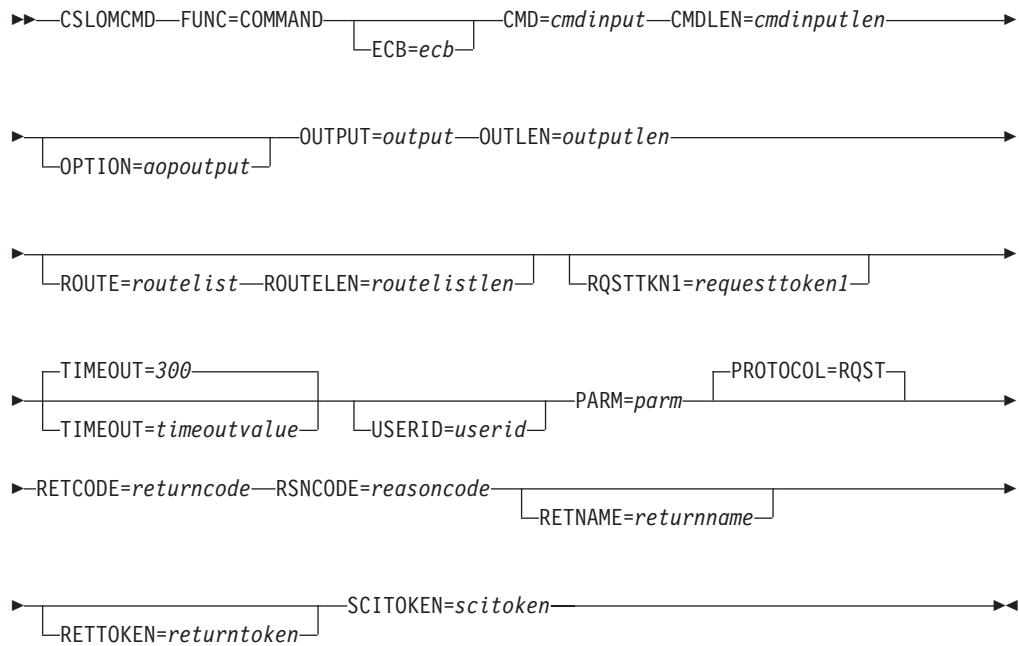 CSLOMCMD FUNC=COMMAND CMD=cmdinput CMDLEN=cmdinputlen
ECB=ecb
OUTPUT=output OUTLEN=outputlen
OPTION=aopoutput
ROUTE=routelist ROUTELEN=routelistlen RQSTTKN1=requesttoken1
TIMEOUT=300 PROTOCOL=RQST
PARM=parm
TIMEOUT=timeoutvalue USERID=userid
RETCODE=returncode RSNCODE=reasoncode
RETNAME=returnname
SCITOKEN=scitoken
RETTOKEN=returntoken